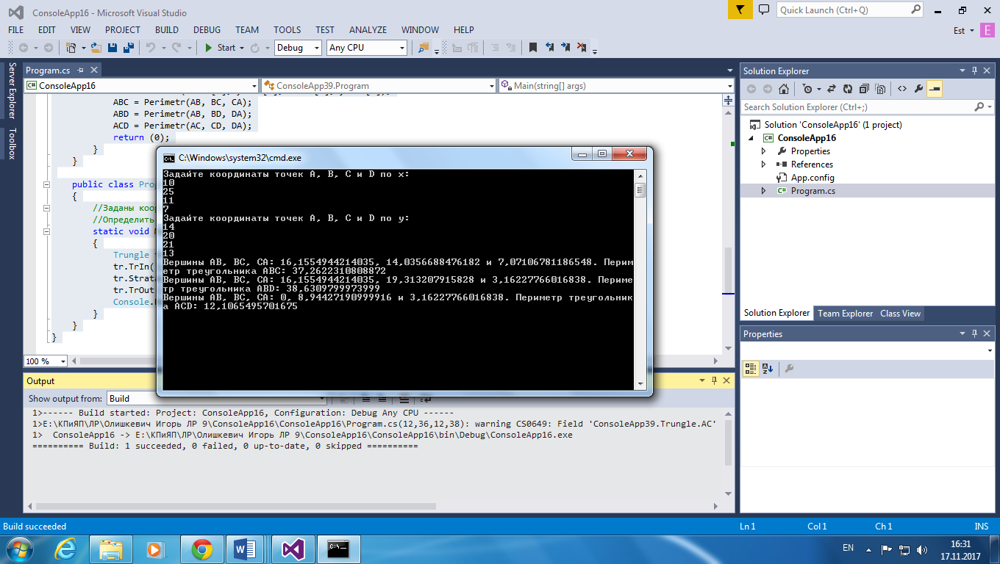 ConsoleApp16 - Microsoft Visual Studio
Quick Launch (Ctrl+Q)
FILE EDIT VIEW PROJECT BUILD DEBUG TEAM TOOLS TEST ANALYZE WINDOW HELP
Est E
Start Debug Any CPU
Server Explorer
Toolbox
Program.cs
ConsoleApp16 ConsoleApp39.Program Main(string[] args)
ABC = Perimetr(AB, BC, CA);
ABD = Perimetr(AB, BD, DA);
ACD = Perimetr(AC, CD, DA);
return (0);
}
}
public class Pro
{
//Заданы коор
//Определить
static void M
{
Trungle
tr.TrIn(
tr.Strata
tr.TrOut
Console.
}
}
}
100 %
C:\Windows\system32\cmd.exe
Задайте координаты точек A, B, C и D по x:
10
25
11
7
Задайте координаты точек A, B, C и D по y:
14
20
21
13
Вершины AB, BC, CA: 16,1554944214035, 14,0356688476182 и 7,07106781186548. Перим
етр треугольника ABC: 37,2622310808872
Вершины AB, BC, CA: 16,1554944214035, 19,313207915828 и 3,16227766016838. Периме
тр треугольника ABD: 38,6309799973999
Вершины AB, BC, CA: 0, 8,94427190999916 и 3,16227766016838. Периметр треугольник
а ACD: 12,1065495701675
Solution Explorer
Search Solution Explorer (Ctrl+;)
Solution 'ConsoleApp16' (1 project)
ConsoleApp16
Properties
References
App.config
Program.cs
Solution Explorer Team Explorer Class View
Properties
Output
Show output from: Build
1>------ Build started: Project: ConsoleApp16, Configuration: Debug Any CPU ------
1>E:\КПиЯП\ЛР\Олишкевич Игорь ЛР 9\ConsoleApp16\ConsoleApp16\Program.cs(12,36,12,38): warning CS0649: Field 'ConsoleApp39.Trungle.AC'
1> ConsoleApp16 -> E:\КПиЯП\ЛР\Олишкевич Игорь ЛР 9\ConsoleApp16\ConsoleApp16\bin\Debug\ConsoleApp16.exe
========== Build: 1 succeeded, 0 failed, 0 up-to-date, 0 skipped ==========
Build succeeded Ln 1 Col 1 Ch 1 INS
EN 16:31
17.11.2017